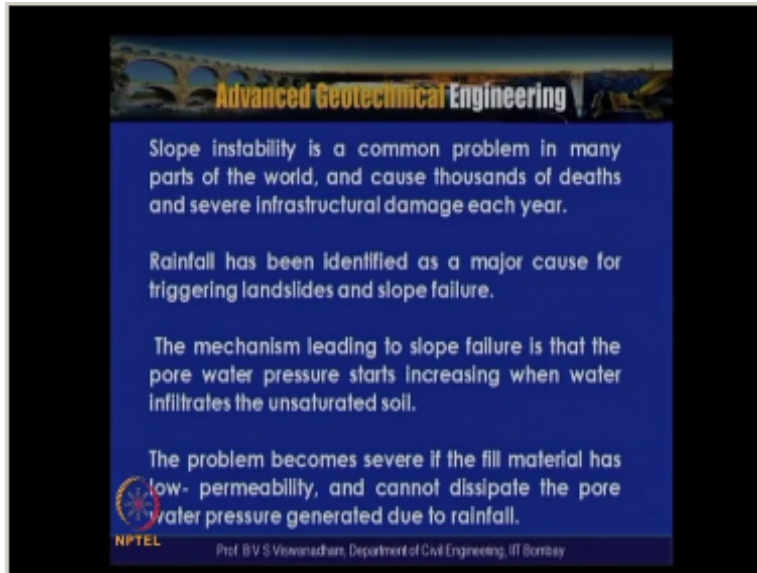 Advanced Geotechnical Engineering
Slope instability is a common problem in many
parts of the world, and cause thousands of deaths
and severe infrastructural damage each year.
Rainfall has been identified as a major cause for
triggering landslides and slope failure.
The mechanism leading to slope failure is that the
pore water pressure starts increasing when water
infiltrates the unsaturated soil.
The problem becomes severe if the fill material has
low- permeability, and cannot dissipate the pore
water pressure generated due to rainfall.
NPTEL
Prof. B V S Viswanadham, Department of Civil Engineering, IIT Bombay